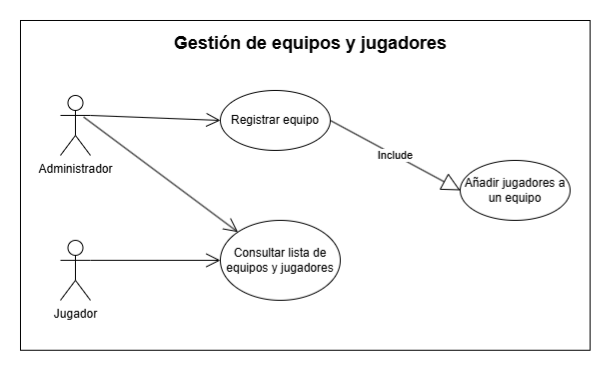 Gestión de equipos y jugadores
Registrar equipo
Include
Administrador
Añadir jugadores a
un equipo
Consultar lista de
equipos y jugadores
Jugador